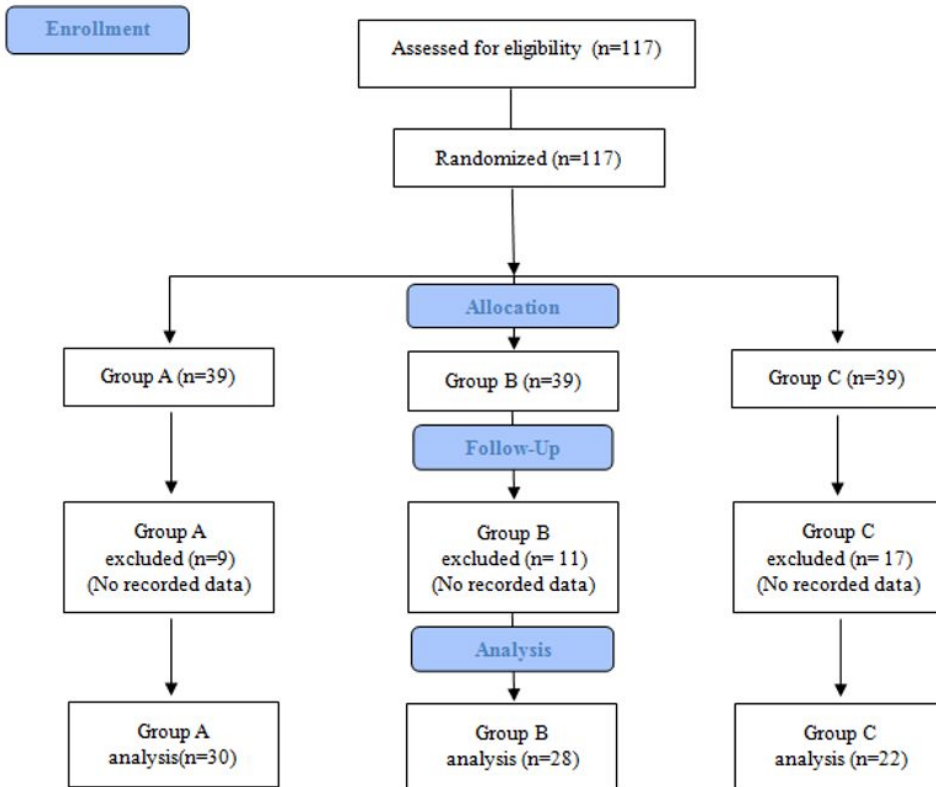 Enrollment
Assessed for eligibility (n=117)
Randomized (n=117)
Allocation
Group A (n=39)
Group B (n=39)
Group C (n=39)
Follow-Up
Group A
excluded (n=9)
(No recorded data)
Group B
excluded (n= 11)
(No recorded data)
Group C
excluded (n= 17)
(No recorded data)
Analysis
Group A
analysis(n=30)
Group B
analysis (n=28)
Group C
analysis (n=22)